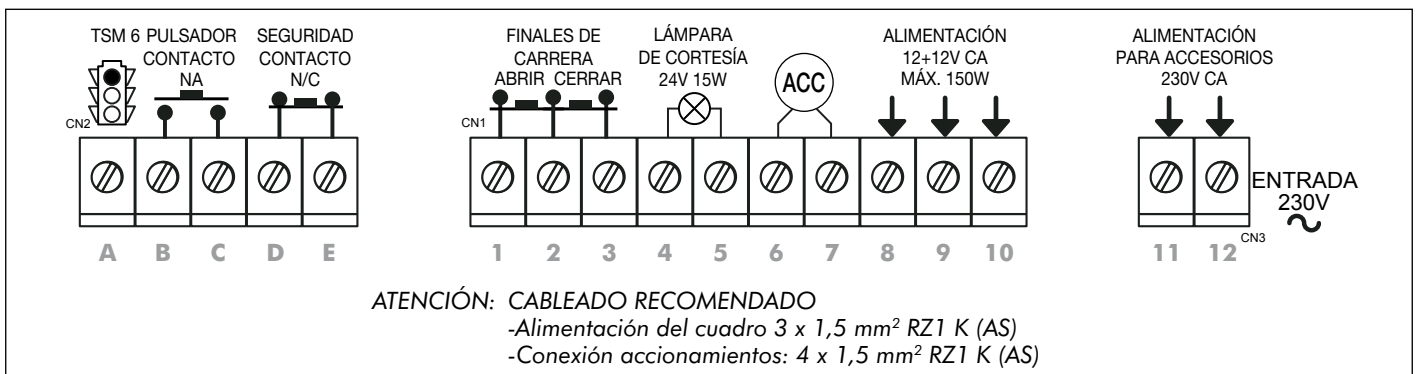 TSM 6
PULSADOR
CONTACTO
NA
SEGURIDAD
CONTACTO
N/C
CN2
A B C D E
FINALES DE
CARRERA
ABRIR CERRAR
CN1
LÁMPARA
DE CORTESÍA
24V 15W
ACC
ALIMENTACIÓN
12+12V CA
MÁX. 150W
1 2 3 4 5 6 7 8 9 10
ALIMENTACIÓN
PARA ACCESORIOS
230V CA
ENTRADA
230V
CN3
11 12
ATENCIÓN: CABLEADO RECOMENDADO
-Alimentación del cuadro 3 x 1,5 mm² RZ1 K (AS)
-Conexión accionamientos: 4 x 1,5 mm² RZ1 K (AS)